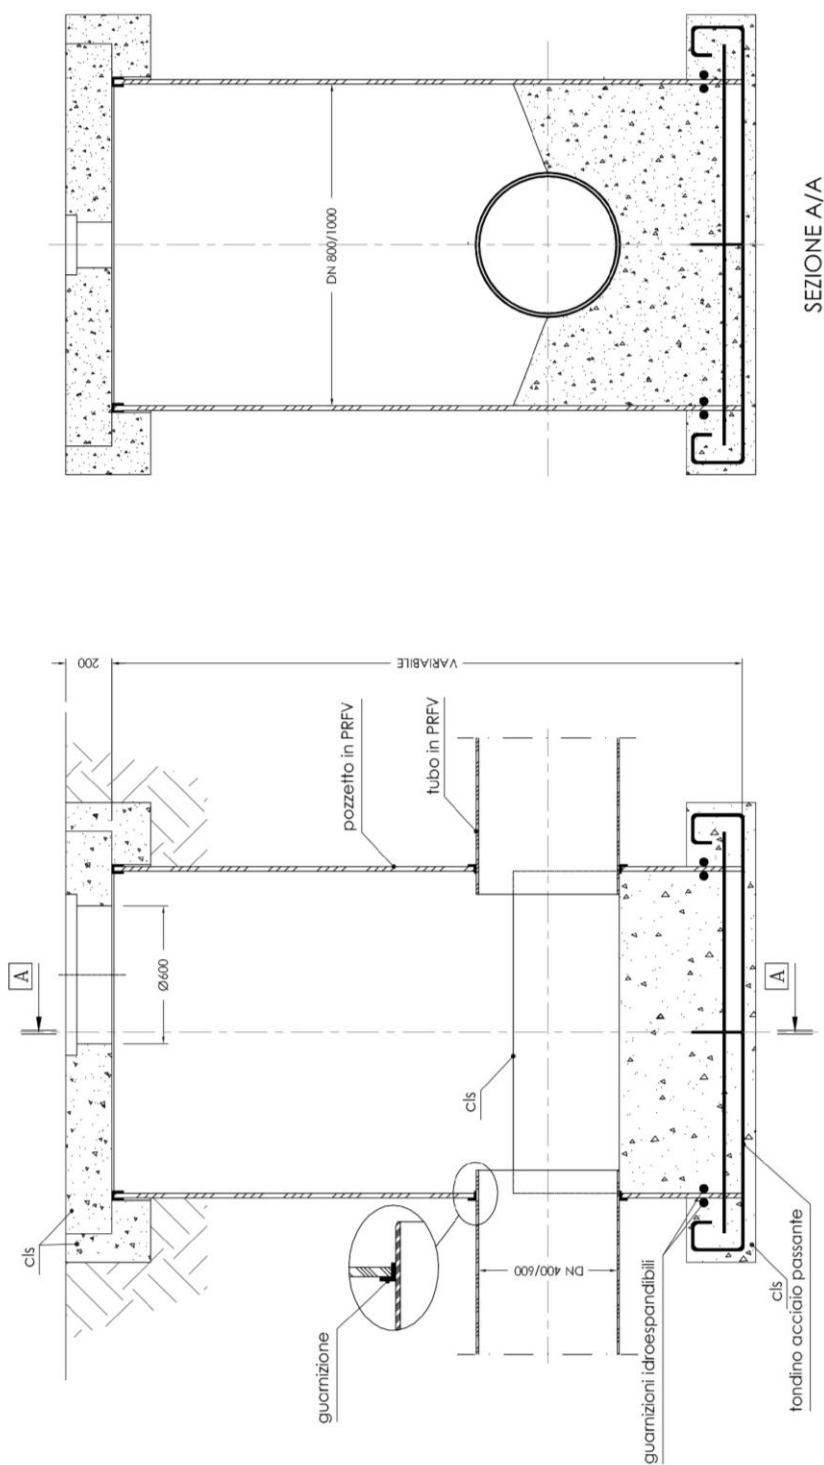 SEZIONE A/A
DN 800/1000
200
VARIABILE
pozzetto in PRFV
tubo in PRFV
A
A
Ø600
cls
cls
guarnizione
DN 400/600
guarnizioni idroespandibili
cls
tondino acciaio passante